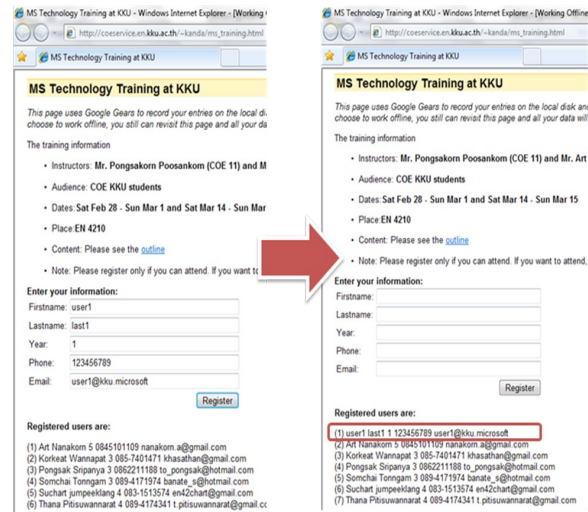 MS Technology Training at KKU - Windows Internet Explorer - [Working
http://coeservice.en.kku.ac.th/~kanda/ms_training.html
MS Technology Training at KKU
MS Technology Training at KKU
This page uses Google Gears to record your entries on the local di
choose to work offline, you still can revisit this page and all your da
The training information
• Instructors: Mr. Pongsakorn Poosankom (COE 11) and M
• Audience: COE KKU students
• Dates:Sat Feb 28 - Sun Mar 1 and Sat Mar 14 - Sun Mar
• Place:EN 4210
• Content: Please see the outline
• Note: Please register only if you can attend. If you want to
Enter your information:
Firstname: user1
Lastname: last1
Year: 1
Phone: 123456789
Email: user1@kku.microsoft
Register
Registered users are:
(1) Art Nanakorn 5 0845101109 nanakorn.a@gmail.com
(2) Korkeat Wannapat 3 085-7401471 khasathan@gmail.com
(3) Pongsak Sripanya 3 0862211188 to_pongsak@hotmail.com
(4) Somchai Tonngam 3 089-4171974 banate_s@hotmail.com
(5) Suchart jumpeeklang 4 083-1513574 en42chart@gmail.com
(6) Thana Pitisuwannarat 4 089-4174341 t.pitisuwannarat@gmail.cc
MS Technology Training at KKU - Windows Internet Explorer - [Working Offline
http://coeservice.en.kku.ac.th/~kanda/ms_training.html
MS Technology Training at KKU
MS Technology Training at KKU
This page uses Google Gears to record your entries on the local disk and
choose to work offline, you still can revisit this page and all your data will
The training information
• Instructors: Mr. Pongsakorn Poosankom (COE 11) and Mr. Art
• Audience: COE KKU students
• Dates:Sat Feb 28 - Sun Mar 1 and Sat Mar 14 - Sun Mar 15
• Place:EN 4210
• Content: Please see the outline
• Note: Please register only if you can attend. If you want to attend,
Enter your information:
Firstname:
Lastname:
Year:
Phone:
Email:
Register
Registered users are:
(1) user1 last1 1 123456789 user1@kku.microsoft
(2) Art Nanakorn 5 0845101109 nanakorn.a@gmail.com
(3) Korkeat Wannapat 3 085-7401471 khasathan@gmail.com
(4) Pongsak Sripanya 3 0862211188 to_pongsak@hotmail.com
(5) Somchai Tonngam 3 089-4171974 banate_s@hotmail.com
(6) Suchart jumpeeklang 4 083-1513574 en42chart@gmail.com
(7) Thana Pitisuwannarat 4 089-4174341 t.pitisuwannarat@gmail.com